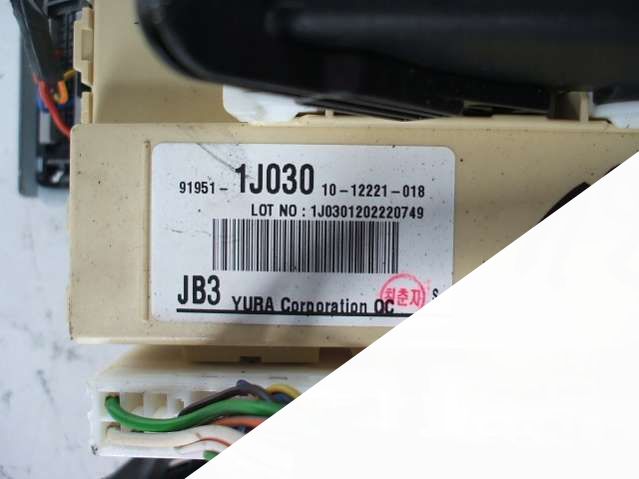 91951- 1J030 10-12221-018
LOT NO : 1J0301202220749
JB3 YURA Corporation QC
S